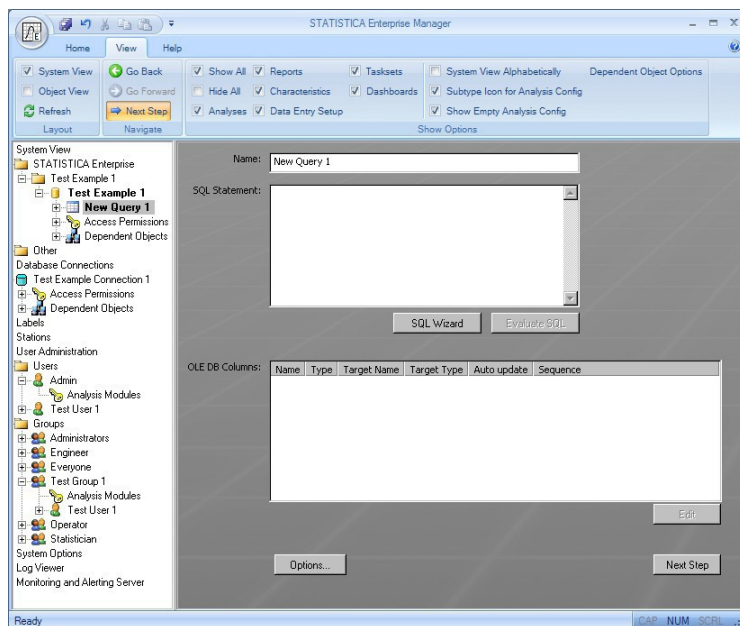 STATISTICA Enterprise Manager
Home View Help
System View
Object View
Refresh
Layout
Go Back
Go Forward
Next Step
Navigate
Show All Reports Tasksets System View Alphabetically Dependent Object Options
Hide All Characteristics Dashboards Subtype Icon for Analysis Config
Analyses Data Entry Setup Show Empty Analysis Config
Show Options
System View
STATISTICA Enterprise
Test Example 1
Test Example 1
New Query 1
Access Permissions
Dependent Objects
Other
Database Connections
Test Example Connection 1
Access Permissions
Dependent Objects
Labels
Stations
User Administration
Users
Admin
Analysis Modules
Test User 1
Groups
Administrators
Engineer
Everyone
Test Group 1
Analysis Modules
Test User 1
Operator
Statistician
System Options
Log Viewer
Monitoring and Alerting Server
Name: New Query 1
SQL Statement:
SQL Wizard Evaluate SQL
OLE DB Columns: Name Type Target Name Target Type Auto update Sequence
Edit
Options... Next Step
Ready CAP NUM SCRL